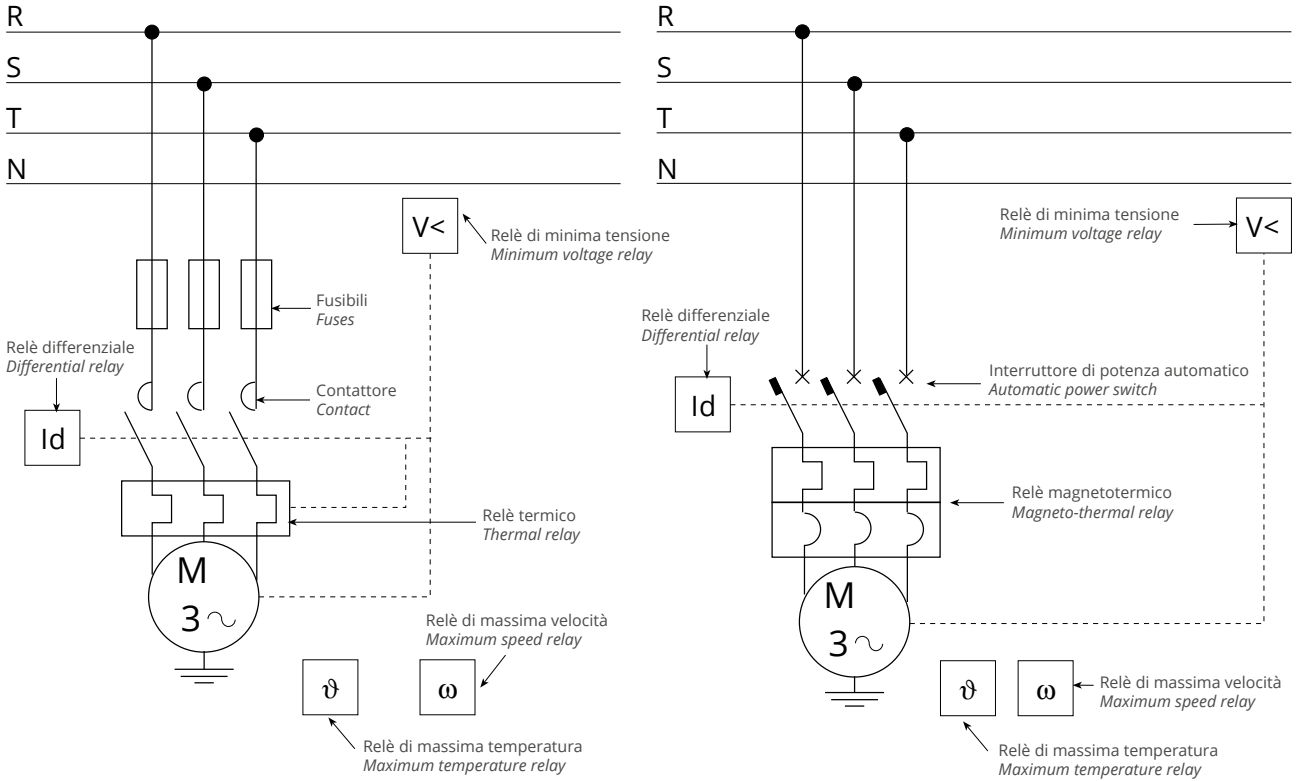 R
S
T
N
V<
Relè di minima tensione
Minimum voltage relay
Fusibili
Fuses
Relè differenziale
Differential relay
Contattore
Contact
Id
Relè termico
Thermal relay
M
3
Relè di massima velocità
Maximum speed relay
ϑ
ω
Relè di massima temperatura
Maximum temperature relay
R
S
T
N
Relè di minima tensione
Minimum voltage relay
V<
Relè differenziale
Differential relay
Interruttore di potenza automatico
Automatic power switch
Id
Relè magnetotermico
Magneto-thermal relay
M
3
ϑ
ω
Relè di massima velocità
Maximum speed relay
Relè di massima temperatura
Maximum temperature relay